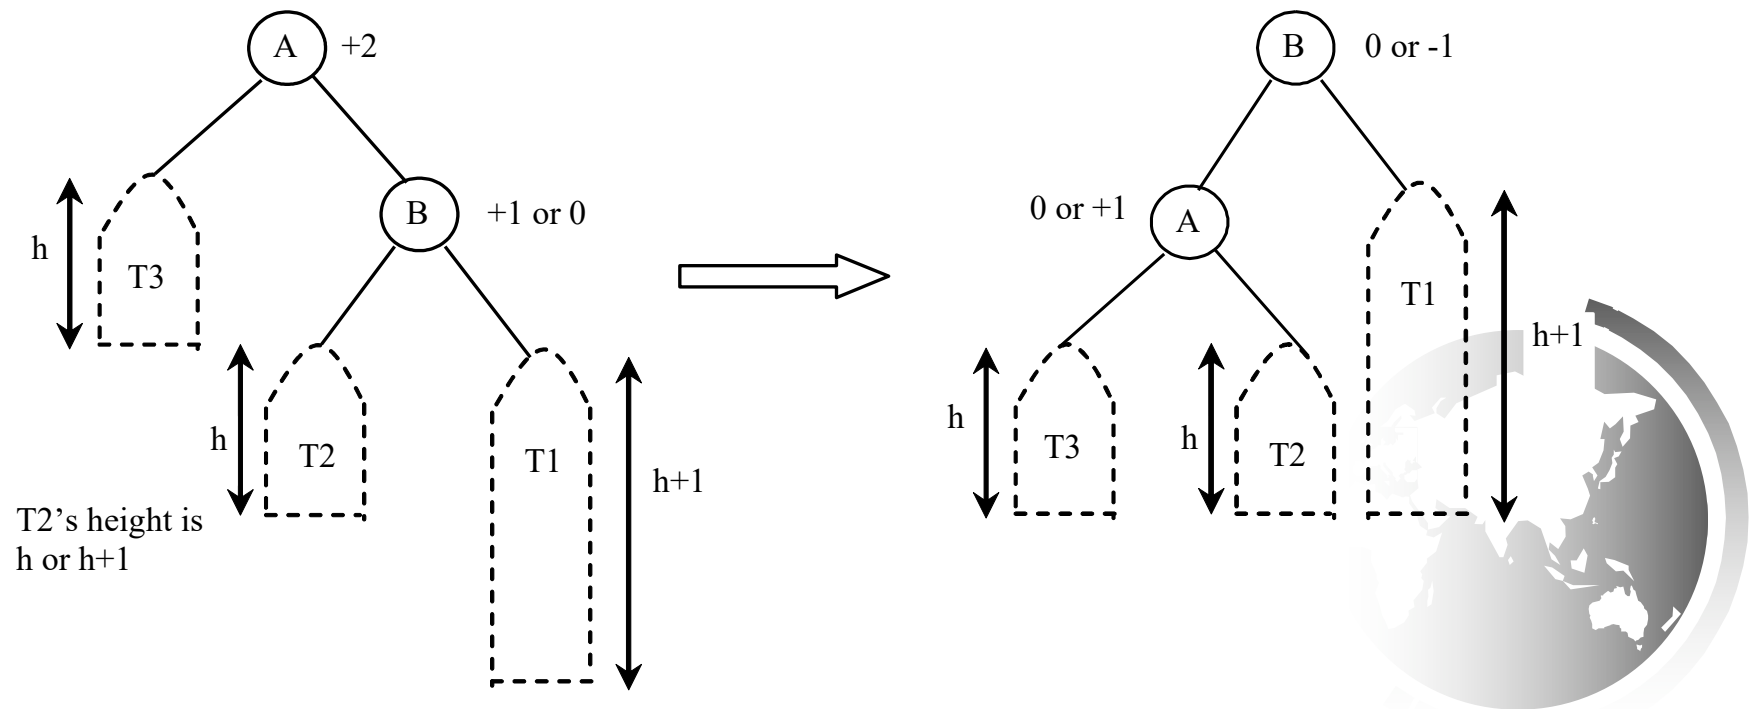 A +2
B 0 or -1
B +1 or 0
0 or +1 A
h
T3
T1
h+1
h
T2
T1
h+1
h
T3
h
T2
T2’s height is
h or h+1